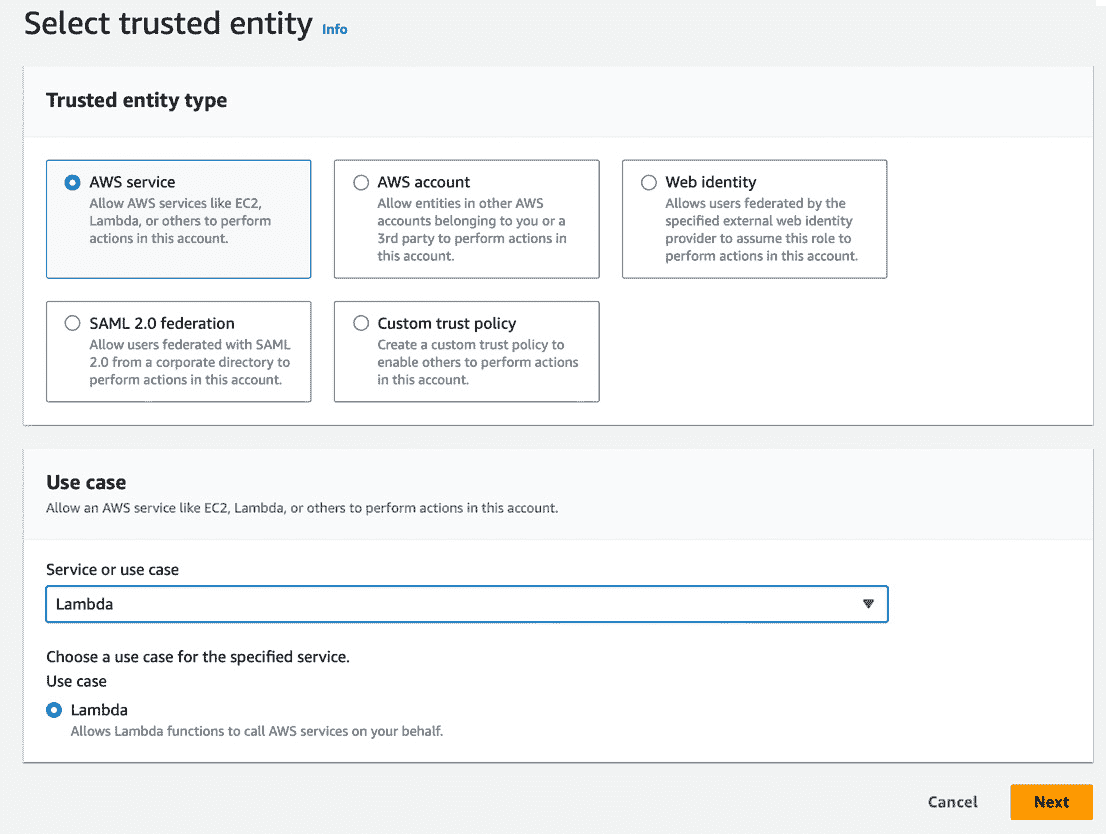 Select trusted entity Info
Trusted entity type
AWS service
Allow AWS services like EC2,
Lambda, or others to perform
actions in this account.
AWS account
Allow entities in other AWS
accounts belonging to you or a
3rd party to perform actions in
this account.
Web identity
Allows users federated by the
specified external web identity
provider to assume this role to
perform actions in this account.
SAML 2.0 federation
Allow users federated with SAML
2.0 from a corporate directory to
perform actions in this account.
Custom trust policy
Create a custom trust policy to
enable others to perform actions
in this account.
Use case
Allow an AWS service like EC2, Lambda, or others to perform actions in this account.
Service or use case
Lambda
Choose a use case for the specified service.
Use case
Lambda
Allows Lambda functions to call AWS services on your behalf.
Cancel
Next